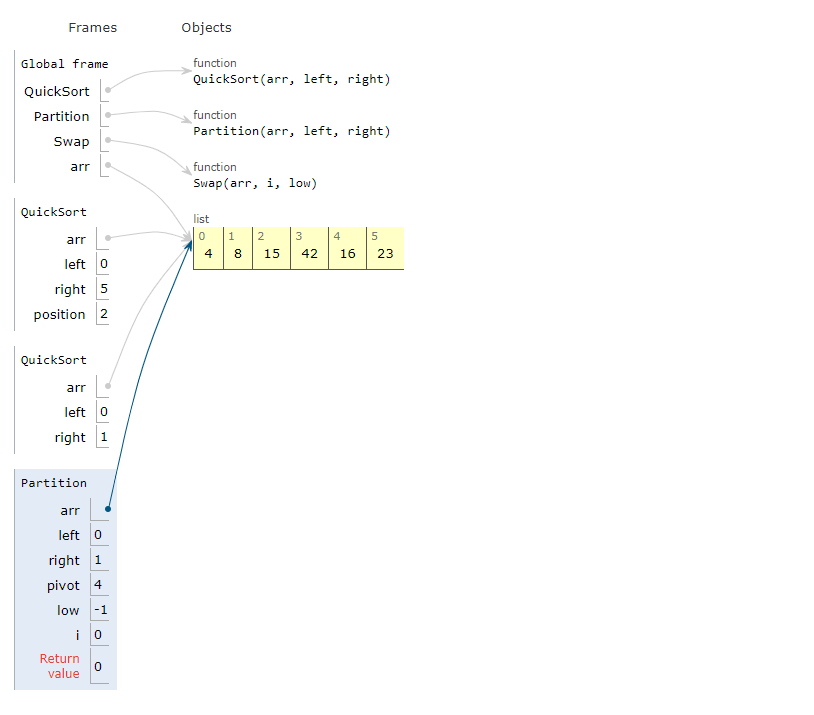 Frames Objects
Global frame
QuickSort
Partition
Swap
arr
function
QuickSort(arr, left, right)
function
Partition(arr, left, right)
function
Swap(arr, i, low)
list
0 1 2 3 4 5
4 8 15 42 16 23
QuickSort
arr
left 0
right 5
position 2
QuickSort
arr
left 0
right 1
Partition
arr
left 0
right 1
pivot 4
low -1
i 0
Return
value 0